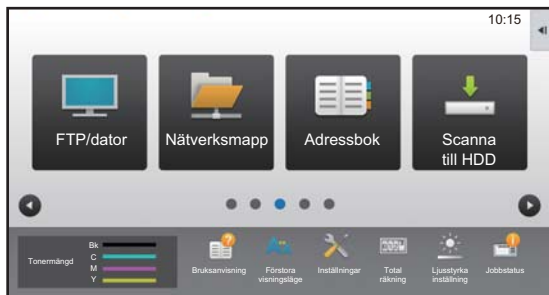 10:15
FTP/dator
Nätverksmapp
Adressbok
Scanna
till HDD
Tonermängd
Bk
C
M
Y
Bruksanvisning
Förstora
visningsläge
Inställningar
Total
räkning
Ljusstyrka
inställning
Jobbstatus